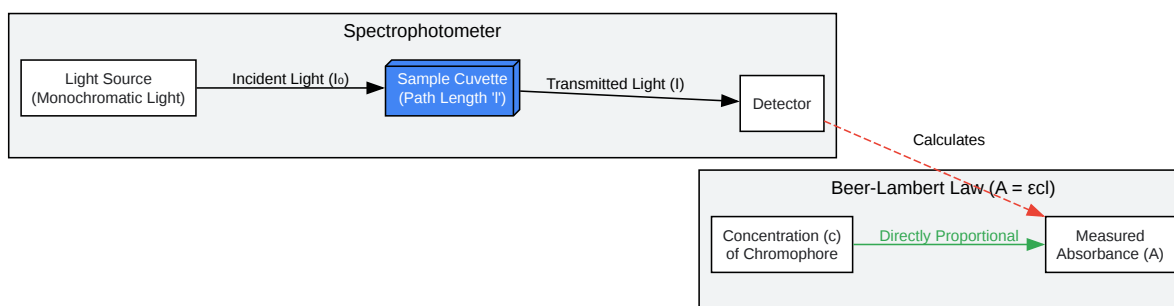 Spectrophotometer
Light Source
(Monochromatic Light)
Incident Light (I₀)
Sample Cuvette
(Path Length 'l')
Transmitted Light (I)
Detector
Calculates
Beer-Lambert Law (A = εcl)
Concentration (c)
of Chromophore
Directly Proportional
Measured
Absorbance (A)